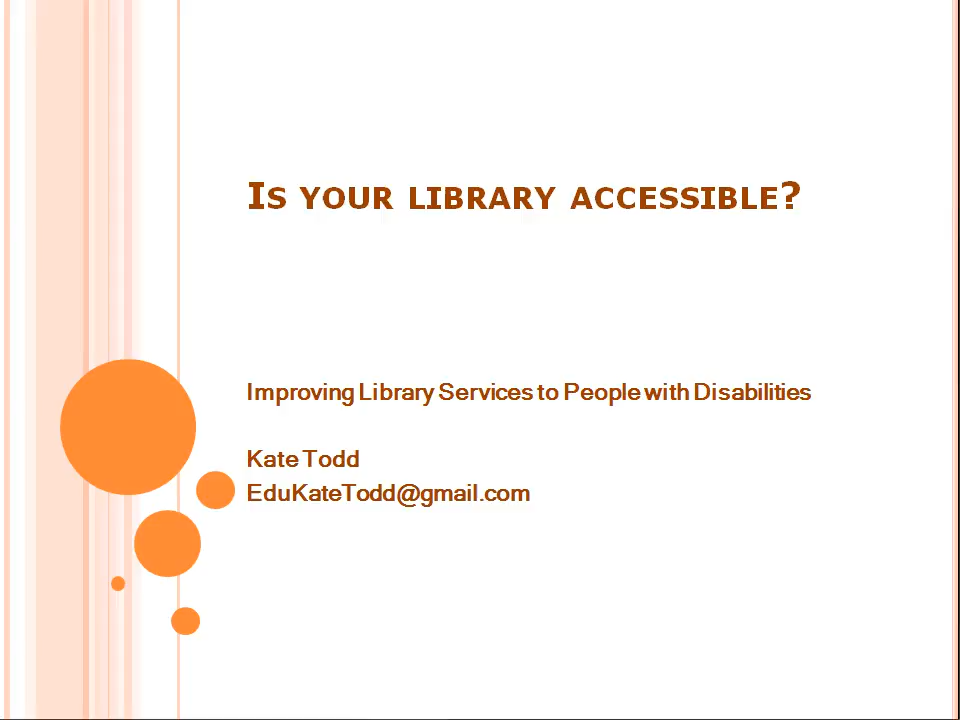 Is your library accessible?
Improving Library Services to People with Disabilities
Kate Todd
EduKateTodd@gmail.com